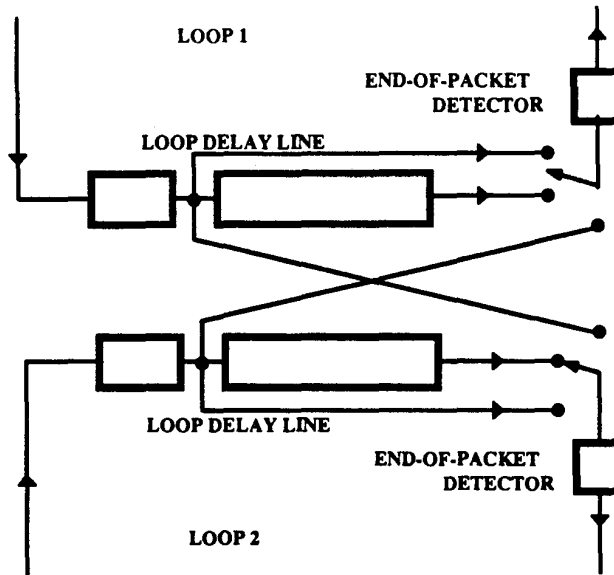 LOOP 1
END-OF-PACKET
DETECTOR
LOOP DELAY LINE
LOOP DELAY LINE
END-OF-PACKET
DETECTOR
LOOP 2